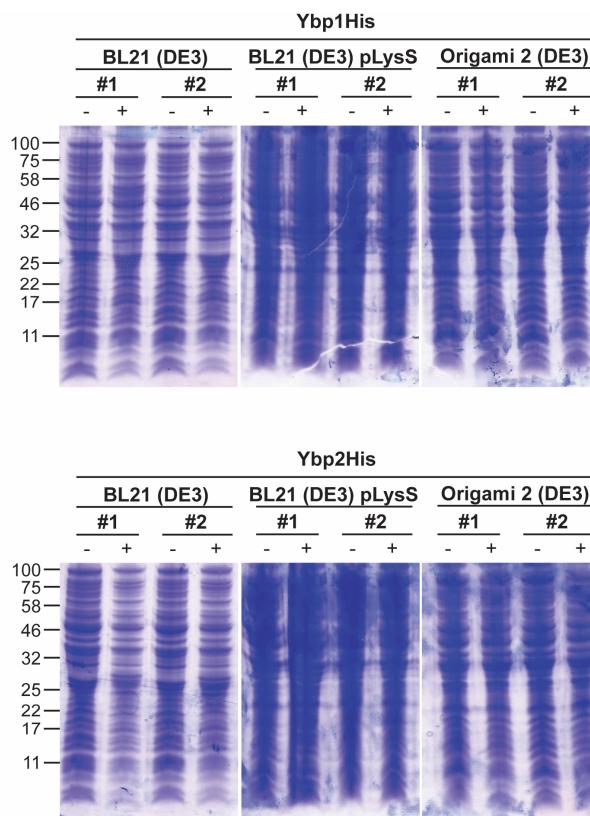 Ybp1His
BL21 (DE3) BL21 (DE3) pLysS Origami 2 (DE3)
#1 #2 #1 #2 #1 #2
- + - + - + - + - + - +
100
75
58
46
32
25
22
17
11
Ybp2His
BL21 (DE3) BL21 (DE3) pLysS Origami 2 (DE3)
#1 #2 #1 #2 #1 #2
- + - + - + - + - + - +
100
75
58
46
32
25
22
17
11